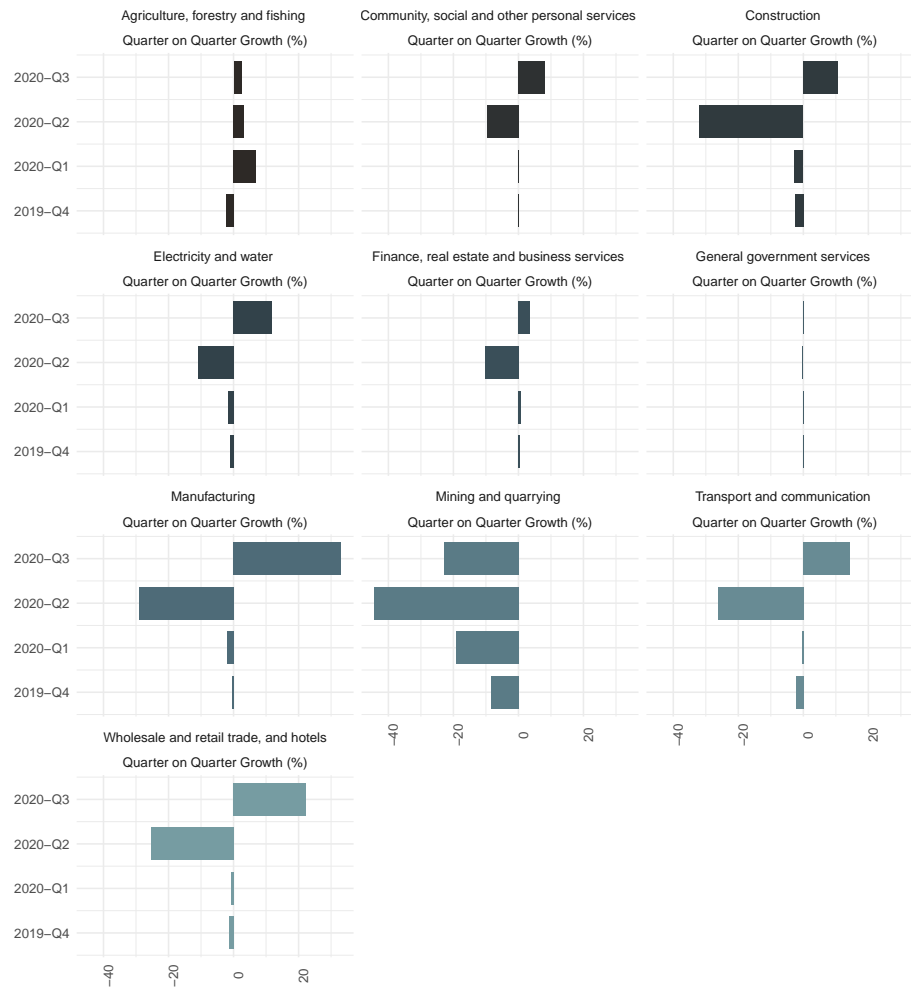 Agriculture, forestry and fishing
Community, social and other personal services
Construction
Quarter on Quarter Growth (%)
Quarter on Quarter Growth (%)
Quarter on Quarter Growth (%)
2020−Q3
2020−Q2
2020−Q1
2019−Q4
Electricity and water
Finance, real estate and business services
General government services
Quarter on Quarter Growth (%)
Quarter on Quarter Growth (%)
Quarter on Quarter Growth (%)
2020−Q3
2020−Q2
2020−Q1
2019−Q4
Manufacturing
Mining and quarrying
Transport and communication
Quarter on Quarter Growth (%)
Quarter on Quarter Growth (%)
Quarter on Quarter Growth (%)
2020−Q3
2020−Q2
2020−Q1
2019−Q4
−40
−20
0
20
−40
−20
0
20
Wholesale and retail trade, and hotels
Quarter on Quarter Growth (%)
2020−Q3
2020−Q2
2020−Q1
2019−Q4
−40
−20
0
20